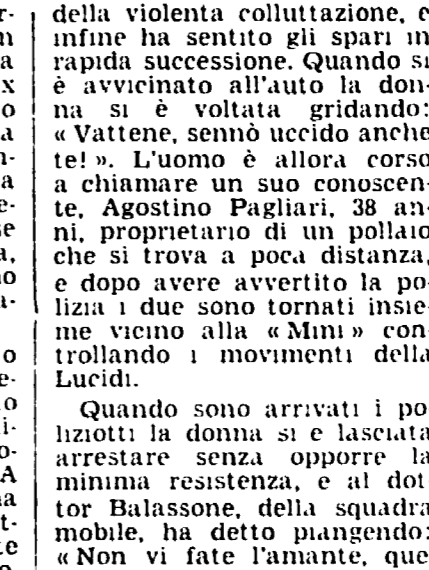 della violenta colluttazione, e
infine ha sentito gli spari in
rapida successione. Quando si
è avvicinato all'auto la don-
na si è voltata gridando:
« Vattene, sennò uccido anche
te! ». L'uomo è allora corso
a chiamare un suo conoscen-
te, Agostino Pagliari, 38 an-
ni, proprietario di un pollaio
che si trova a poca distanza,
e dopo avere avvertito la po-
lizia i due sono tornati insie-
me vicino alla « Mini » con-
trollando i movimenti della
Lucidi.
Quando sono arrivati i po
liziotti la donna si e lasciata
arrestare senza opporre la
minima resistenza, e al dot
tor Balassone, della squadra
mobile, ha detto piangendo:
« Non vi fate l'amante, que